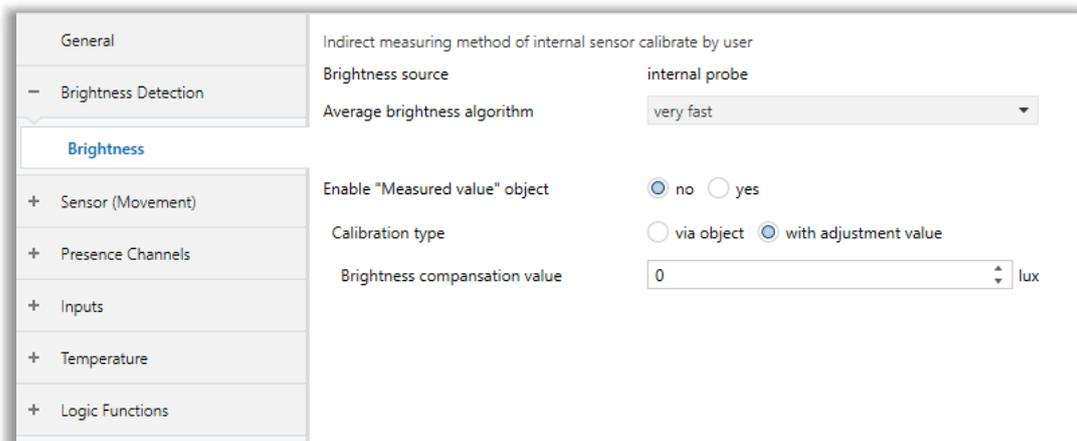 General
Brightness Detection
Brightness
Sensor (Movement)
Presence Channels
Inputs
Temperature
Logic Functions
Indirect measuring method of internal sensor calibrate by user
Brightness source internal probe
Average brightness algorithm very fast
Enable "Measured value" object no yes
Calibration type via object with adjustment value
Brightness compansation value 0 lux